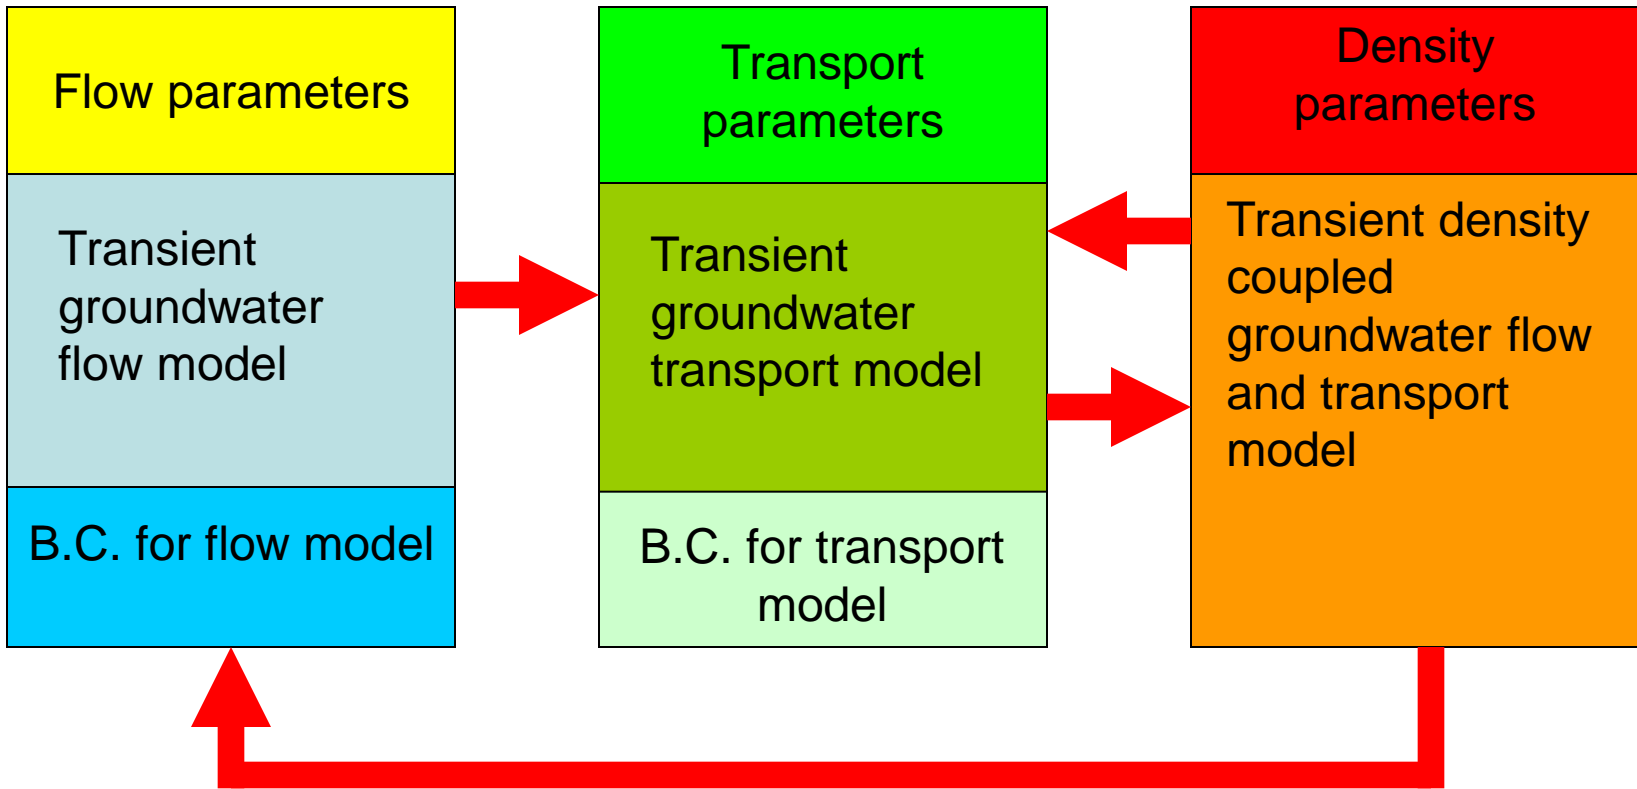 Flow parameters
Transient
groundwater
flow model
B.C. for flow model
Transport
parameters
Transient
groundwater
transport model
B.C. for transport
model
Density
parameters
Transient density
coupled
groundwater flow
and transport
model